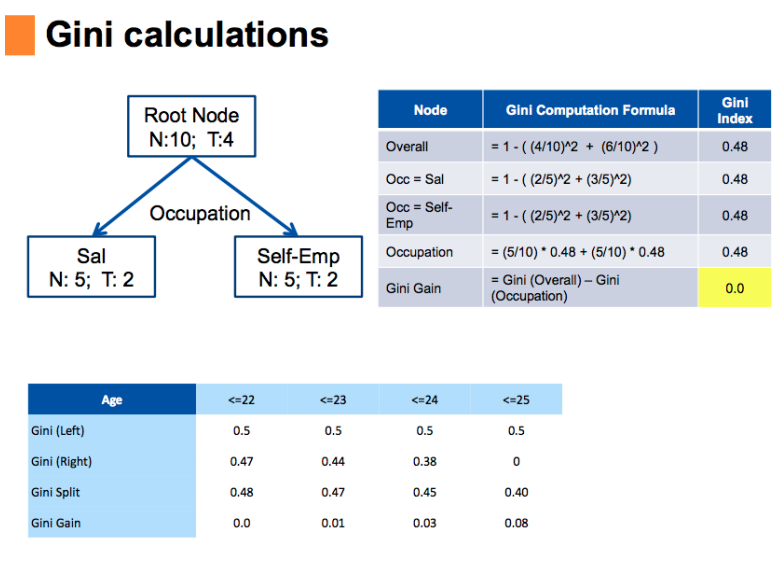 Gini calculations
Root Node
N:10; T:4
Occupation
Sal
N: 5; T: 2
Self-Emp
N: 5; T: 2
Node Gini Computation Formula Gini Index
Overall = 1 - ( (4/10)^2 + (6/10)^2 ) 0.48
Occ = Sal = 1 - ( (2/5)^2 + (3/5)^2) 0.48
Occ = Self-
Emp = 1 - ( (2/5)^2 + (3/5)^2) 0.48
Occupation = (5/10) * 0.48 + (5/10) * 0.48 0.48
Gini Gain = Gini (Overall) – Gini
(Occupation) 0.0
Age <=22 <=23 <=24 <=25
Gini (Left) 0.5 0.5 0.5 0.5
Gini (Right) 0.47 0.44 0.38 0
Gini Split 0.48 0.47 0.45 0.40
Gini Gain 0.0 0.01 0.03 0.08